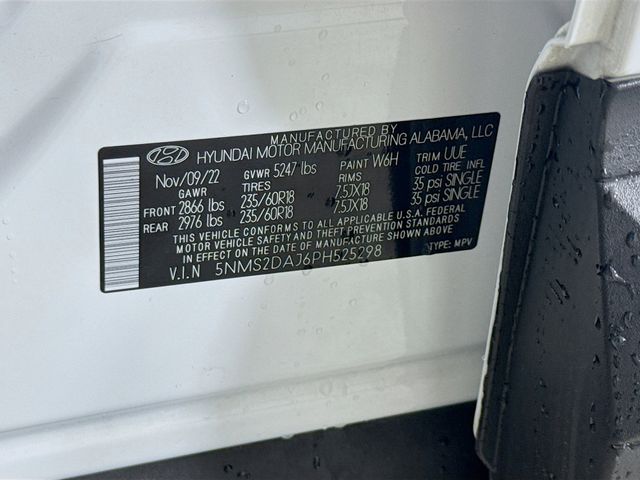 MANUFACTURED BY
HYUNDAI MOTOR MANUFACTURING ALABAMA, LLC
Nov/09/22 GVWR 5247 lbs PAINT W6H TRIM UUE
GAWR TIRES RIMS COLD TIRE INFL
FRONT 2866 lbs 235/60R18 7.5JX18 35 psi SINGLE
REAR 2976 lbs 235/60R18 7.5JX18 35 psi SINGLE
THIS VEHICLE CONFORMS TO ALL APPLICABLE U.S.A. FEDERAL
MOTOR VEHICLE SAFETY AND THEFT PREVENTION STANDARDS
IN EFFECT ON THE DATE OF MANUFACTURE SHOWN ABOVE.
V.I.N 5NMS2DAJ6PH525298 TYPE: MPV